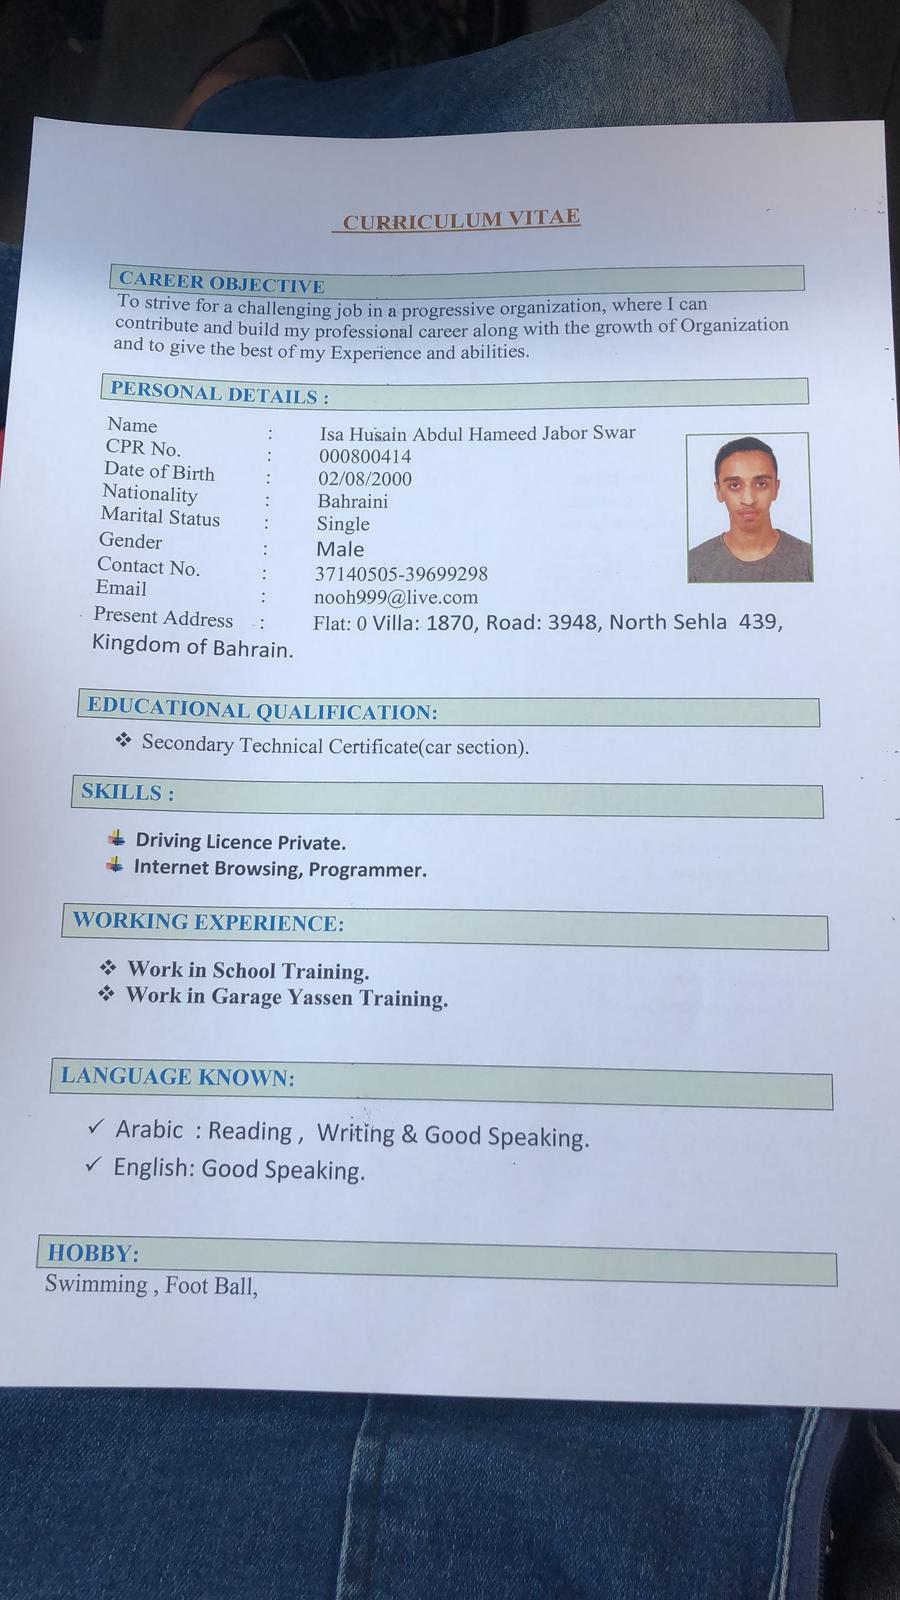 CURRICULUM VITAE
CAREER OBJECTIVE
To strive for a challenging job in a progressive organization, where I can
contribute and build my professional career along with the growth of Organization
and to give the best of my Experience and abilities.
PERSONAL DETAILS :
Name : Isa Husain Abdul Hameed Jabor Swar
CPR No. : 000800414
Date of Birth : 02/08/2000
Nationality : Bahraini
Marital Status : Single
Gender : Male
Contact No. : 37140505-39699298
Email : nooh999@live.com
Present Address : Flat: 0 Villa: 1870, Road: 3948, North Sehla 439,
Kingdom of Bahrain.
EDUCATIONAL QUALIFICATION:
❖ Secondary Technical Certificate(car section).
SKILLS :
Driving Licence Private.
Internet Browsing, Programmer.
WORKING EXPERIENCE:
❖ Work in School Training.
❖ Work in Garage Yassen Training.
LANGUAGE KNOWN:
✓ Arabic : Reading , Writing & Good Speaking.
✓ English: Good Speaking.
HOBBY:
Swimming , Foot Ball,